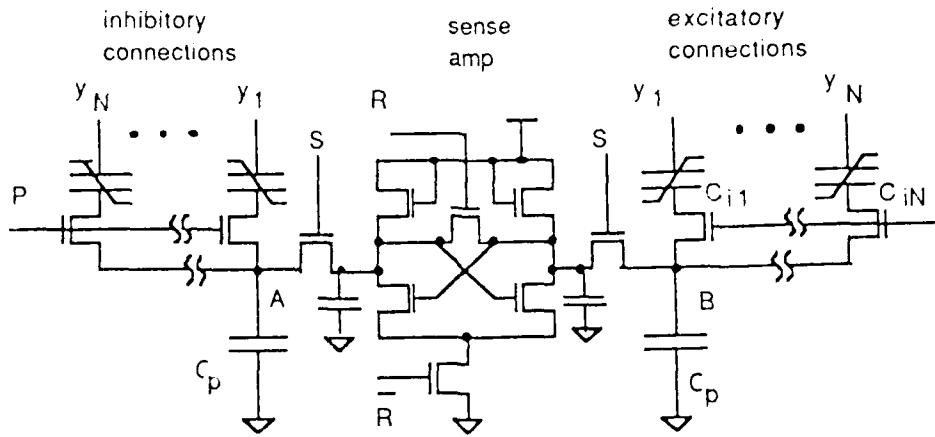 inhibitory
connections
sense
amp
excitatory
connections
y N
y 1
R
y 1
y N
S
S
P
C i1
C iN
A
B
C p
R
C p